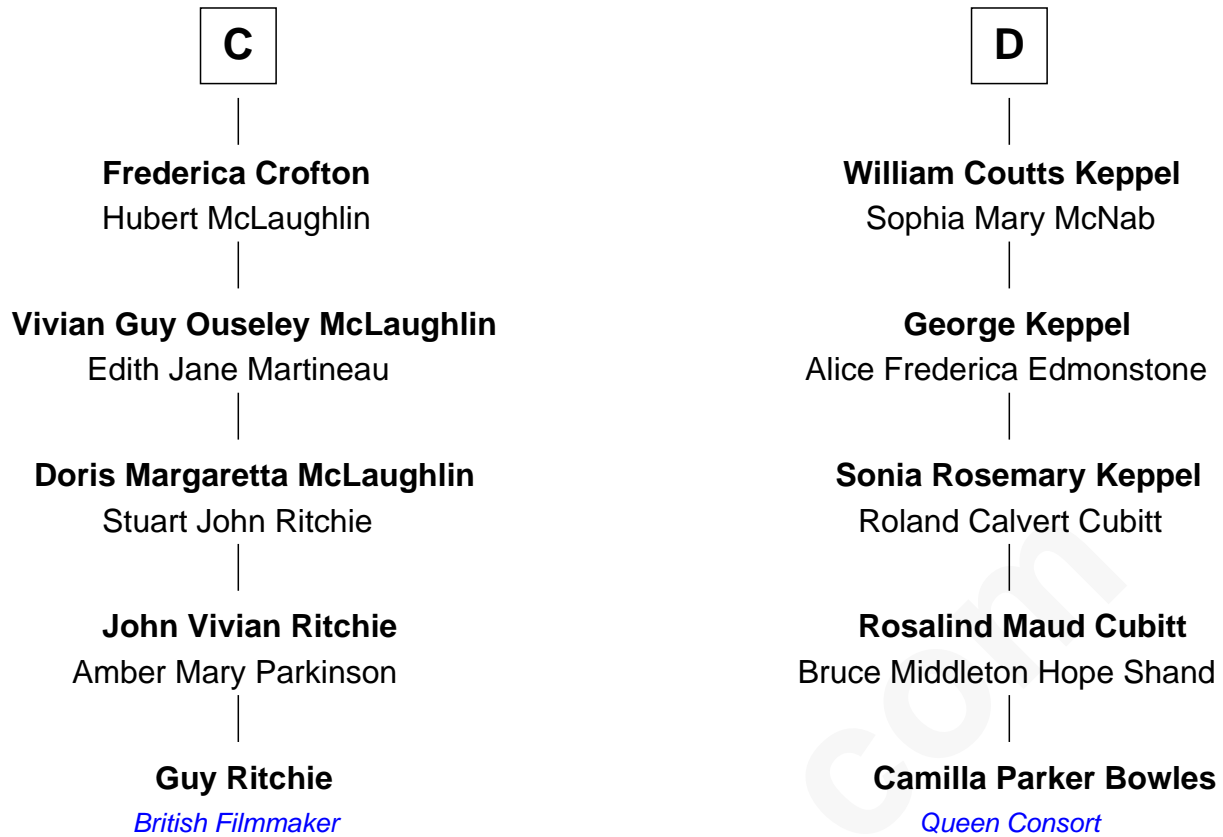 C
Frederica Crofton
Hubert McLaughlin
Vivian Guy Ouseley McLaughlin
Edith Jane Martineau
Doris Margaretta McLaughlin
Stuart John Ritchie
John Vivian Ritchie
Amber Mary Parkinson
Guy Ritchie
British Filmmaker
D
William Coutts Keppel
Sophia Mary McNab
George Keppel
Alice Frederica Edmonstone
Sonia Rosemary Keppel
Roland Calvert Cubitt
Rosalind Maud Cubitt
Bruce Middleton Hope Shand
Camilla Parker Bowles
Queen Consort
com